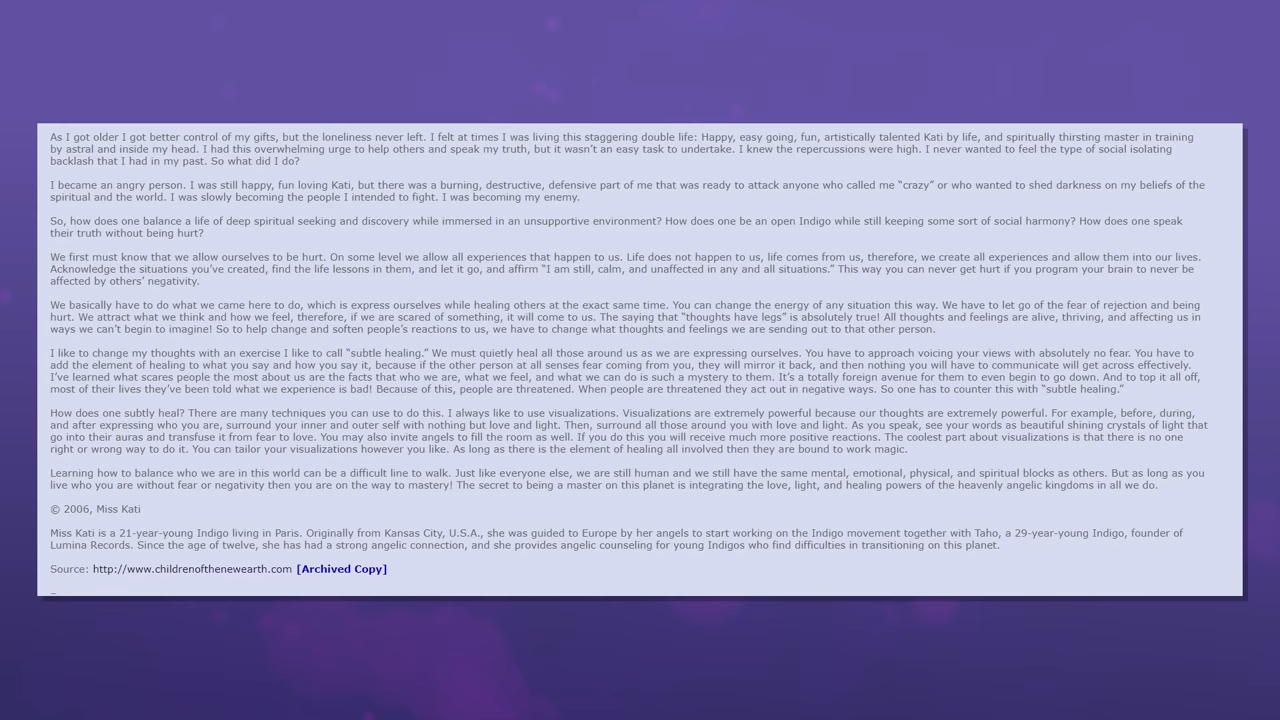 As I got older I got better control of my gifts, but the loneliness never left. I felt at times I was living this staggering double life: Happy, easy going, fun, artistically talented Kati by life, and spiritually thirsting master in training
by astral and inside my head. I had this overwhelming urge to help others and speak my truth, but it wasn’t an easy task to undertake. I knew the repercussions were high. I never wanted to feel the type of social isolating
backlash that I had in my past. So what did I do?
I became an angry person. I was still happy, fun loving Kati, but there was a burning, destructive, defensive part of me that was ready to attack anyone who called me “crazy” or who wanted to shed darkness on my beliefs of the
spiritual and the world. I was slowly becoming the people I intended to fight. I was becoming my enemy.
So, how does one balance a life of deep spiritual seeking and discovery while immersed in an unsupportive environment? How does one be an open Indigo while still keeping some sort of social harmony? How does one speak
their truth without being hurt?
We first must know that we allow ourselves to be hurt. On some level we allow all experiences that happen to us. Life does not happen to us, life comes from us, therefore, we create all experiences and allow them into our lives.
Acknowledge the situations you’ve created, find the life lessons in them, and let it go, and affirm “I am still, calm, and unaffected in any and all situations.” This way you can never get hurt if you program your brain to never be
affected by others’ negativity.
We basically have to do what we came here to do, which is express ourselves while healing others at the exact same time. You can change the energy of any situation this way. We have to let go of the fear of rejection and being
hurt. We attract what we think and how we feel, therefore, if we are scared of something, it will come to us. The saying that “thoughts have legs” is absolutely true! All thoughts and feelings are alive, thriving, and affecting us in
ways we can’t begin to imagine! So to help change and soften people’s reactions to us, we have to change what thoughts and feelings we are sending out to that other person.
I like to change my thoughts with an exercise I like to call “subtle healing.” We must quietly heal all those around us as we are expressing ourselves. You have to approach voicing your views with absolutely no fear. You have to
add the element of healing to what you say and how you say it, because if the other person at all senses fear coming from you, they will mirror it back, and then nothing you will have to communicate will get across effectively.
I’ve learned what scares people the most about us are the facts that who we are, what we feel, and what we can do is such a mystery to them. It’s a totally foreign avenue for them to even begin to go down. And to top it all off,
most of their lives they’ve been told what we experience is bad! Because of this, people are threatened. When people are threatened they act out in negative ways. So one has to counter this with “subtle healing.”
How does one subtly heal? There are many techniques you can use to do this. I always like to use visualizations. Visualizations are extremely powerful because our thoughts are extremely powerful. For example, before, during,
and after expressing who you are, surround your inner and outer self with nothing but love and light. Then, surround all those around you with love and light. As you speak, see your words as beautiful shining crystals of light that
go into their auras and transfuse it from fear to love. You may also invite angels to fill the room as well. If you do this you will receive much more positive reactions. The coolest part about visualizations is that there is no one
right or wrong way to do it. You can tailor your visualizations however you like. As long as there is the element of healing all involved then they are bound to work magic.
Learning how to balance who we are in this world can be a difficult line to walk. Just like everyone else, we are still human and we still have the same mental, emotional, physical, and spiritual blocks as others. But as long as you
live who you are without fear or negativity then you are on the way to mastery! The secret to being a master on this planet is integrating the love, light, and healing powers of the heavenly angelic kingdoms in all we do.
© 2006, Miss Kati
Miss Kati is a 21-year-young Indigo living in Paris. Originally from Kansas City, U.S.A., she was guided to Europe by her angels to start working on the Indigo movement together with Taho, a 29-year-young Indigo, founder of
Lumina Records. Since the age of twelve, she has had a strong angelic connection, and she provides angelic counseling for young Indigos who find difficulties in transitioning on this planet.
Source: http://www.childrenofthenewearth.com [Archived Copy]
_